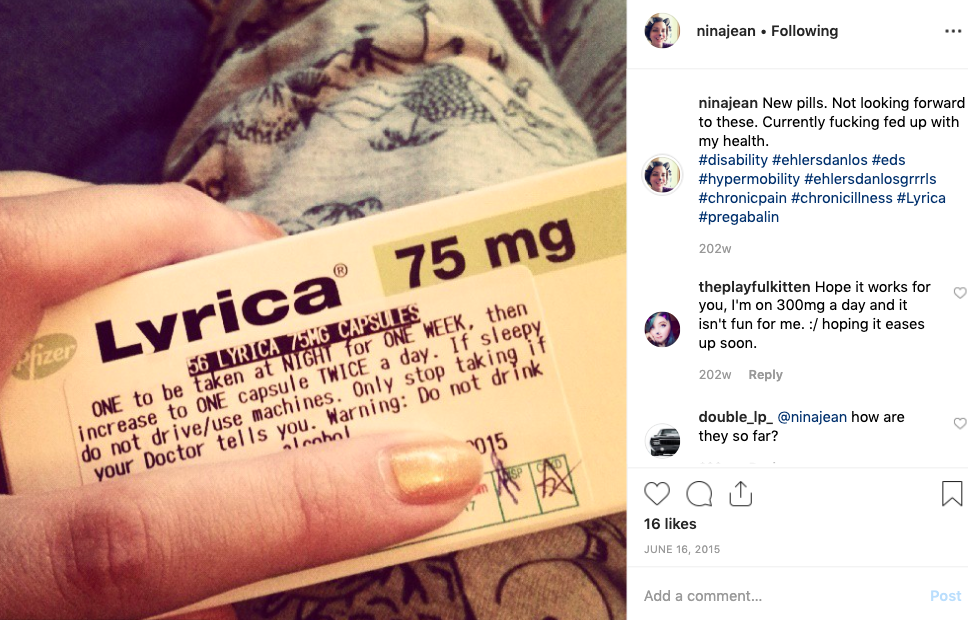 Lyrica®
75 mg
Pfizer
56 LYRICA 75MG CAPSULES
ONE to be taken at NIGHT for ONE WEEK, then
increase to ONE capsule TWICE a day. If sleepy
do not drive/use machines. Only stop taking if
your Doctor tells you. Warning: Do not drink
alcohol
2015
ninajean • Following
ninajean New pills. Not looking forward
to these. Currently fucking fed up with
my health.
#disability #ehlersdanlos #eds
#hypermobility #ehlersdanlosgrrrls
#chronicpain #chronicillness #Lyrica
#pregabalin
202w
theplayfulkitten Hope it works for
you, I'm on 300mg a day and it
isn't fun for me. :/ hoping it eases
up soon.
202w Reply
double_lp_ @ninajean how are
they so far?
16 likes
JUNE 16, 2015
Add a comment...
Post